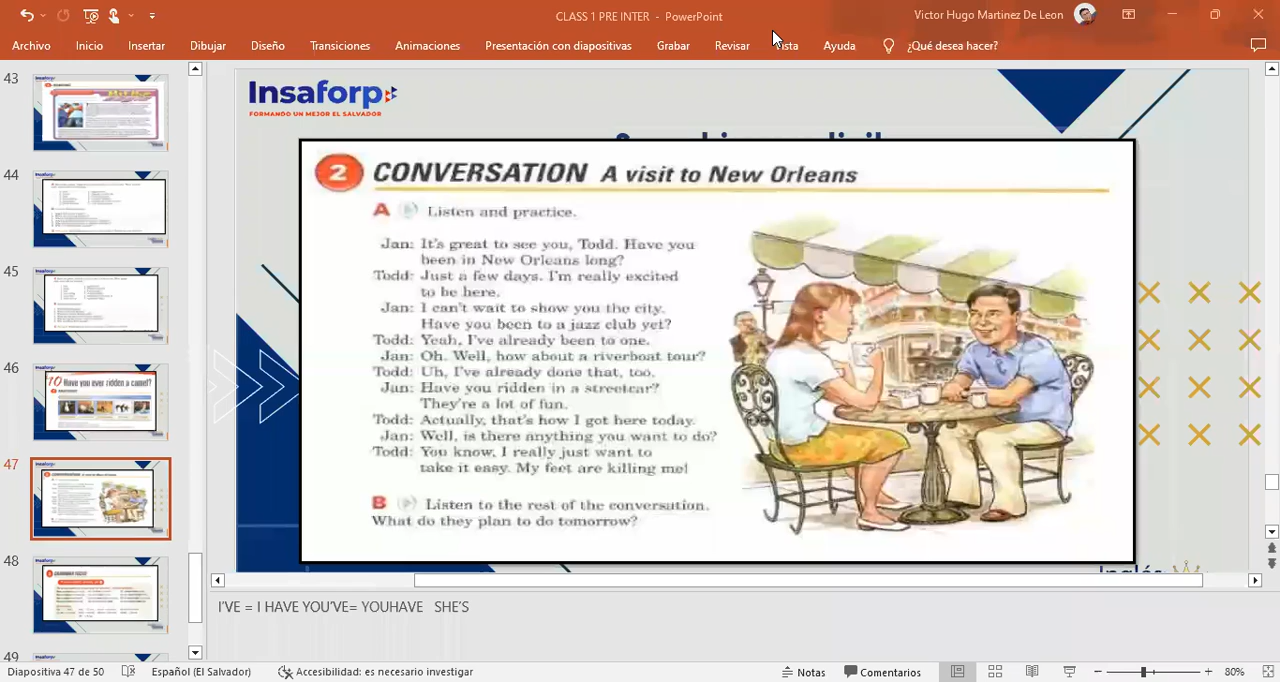 CLASS 1 PRE INTER - PowerPoint
Victor Hugo Martinez De Leon
Archivo Inicio Insertar Dibujar Diseño Transiciones Animaciones Presentación con diapositivas Grabar Revisar Vista Ayuda ¿Qué desea hacer?
43
44
45
46
10 Have you ever ridden a camel?
47
48
49
Insaforp
FORMANDO UN MEJOR EL SALVADOR
2 CONVERSATION A visit to New Orleans
A Listen and practice.
Jan: It's great to see you, Todd. Have you
been in New Orleans long?
Todd: Just a few days. I'm really excited
to be here.
Jan: I can't wait to show you the city.
Have you been to a jazz club yet?
Todd: Yeah, I've already been to one.
Jan: Oh. Well, how about a riverboat tour?
Todd: Uh, I've already done that, too.
Jan: Have you ridden in a streetcar?
They're a lot of fun.
Todd: Actually, that's how I got here today.
Jan: Well, is there anything you want to do?
Todd: You know, I really just want to
take it easy. My feet are killing me!
B Listen to the rest of the conversation.
What do they plan to do tomorrow?
I'VE = I HAVE YOU'VE= YOUHAVE SHE'S
Diapositiva 47 de 50 Español (El Salvador) Accesibilidad: es necesario investigar Notas Comentarios 80%